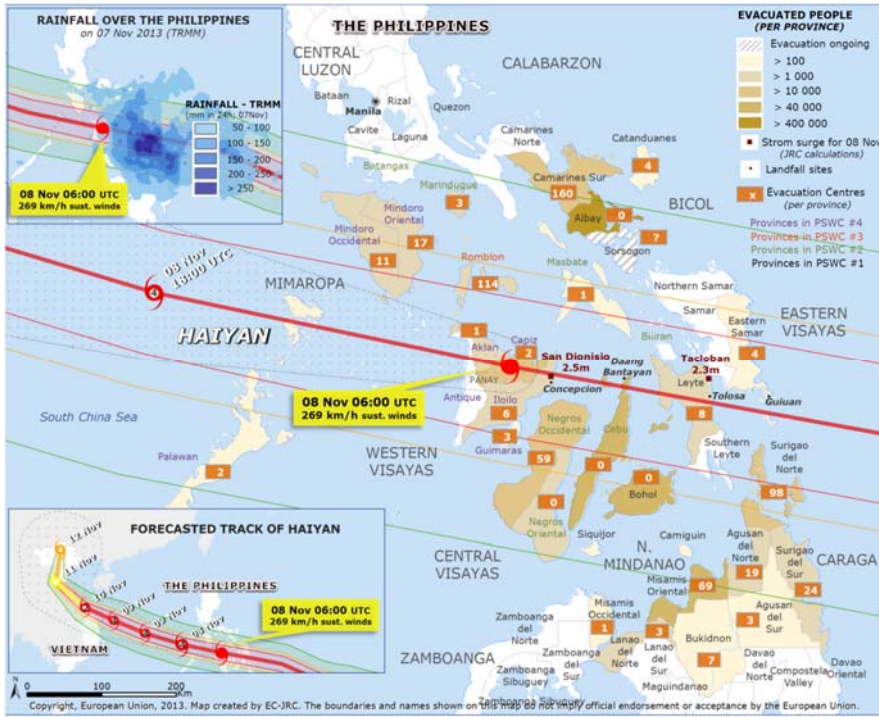 RAINFALL OVER THE PHILIPPINES
on 07 Nov 2013 (TRMM)
RAINFALL - TRMM
(mm in 24h; 07Nov)
50 - 100
100 - 150
150 - 200
200 - 250
> 250
08 Nov 06:00 UTC
269 km/h sust. winds
THE PHILIPPINES
EVACUATED PEOPLE
(PER PROVINCE)
Evacuation ongoing
> 100
> 1 000
> 10 000
> 40 000
> 400 000
Strom surge for 08 Nov
(JRC calculations)
Landfall sites
x
Evacuation Centres
(per province)
Provinces in PSWC #4
Provinces in PSWC #3
Provinces in PSWC #2
Provinces in PSWC #1
CENTRAL
LUZON
CALABARZON
Bataan
Rizal
Manila
Quezon
Cavite
Laguna
Batangas
Camarines
Norte
Catanduanes
4
Camarines Sur
160
Marinduque
3
Albay
0
BICOL
Mindoro
Oriental
Mindoro
Occidental
17
11
Sorsogon
?
Romblon
114
Masbate
1
08 Nov
18:00 UTC
MIMAROPA
Northern Samar
Samar
Eastern
Samar
EASTERN
VISAYAS
4
HAIYAN
1
Aklan
Capiz
2
PANAY
San Dionisio
2.5m
Concepcion
Daang
Bantayan
Biliran
Tacloban
2.3m
Leyte
Tolosa
Guiuan
8
08 Nov 06:00 UTC
269 km/h sust. winds
Antique
Iloilo
6
3
Guimaras
Negros
Occidental
Cebu
59
0
0
0
Bohol
Southern
Leyte
Surigao
del Norte
98
South China Sea
Palawan
2
WESTERN
VISAYAS
Negros
Oriental
Siquijor
Camiguin
CENTRAL
VISAYAS
N.
MINDANAO
Agusan
del Norte
19
Surigao
del Sur
24
CARAGA
Misamis
Oriental
69
Misamis
Occidental
1
Agusan
del Sur
3
Bukidnon
7
Lanao
del Norte
3
Lanao
del Sur
Zamboanga
del Norte
Zamboanga
Sibuguey
Zamboanga
del Sur
ZAMBOANGA
Maguindanao
Davao
del Norte
Compostela
Valley
Davao
Oriental
Zamboanga Sibuguey
FORECASTED TRACK OF HAIYAN
12 Nov
11 Nov
10 Nov
09 Nov
09 Nov
08 Nov
THE PHILIPPINES
VIETNAM
08 Nov 06:00 UTC
269 km/h sust. winds
N
0
100
200
Km
Copyright, European Union, 2013. Map created by EC-JRC. The boundaries and names shown on this map do not imply official endorsement or acceptance by the European Union.